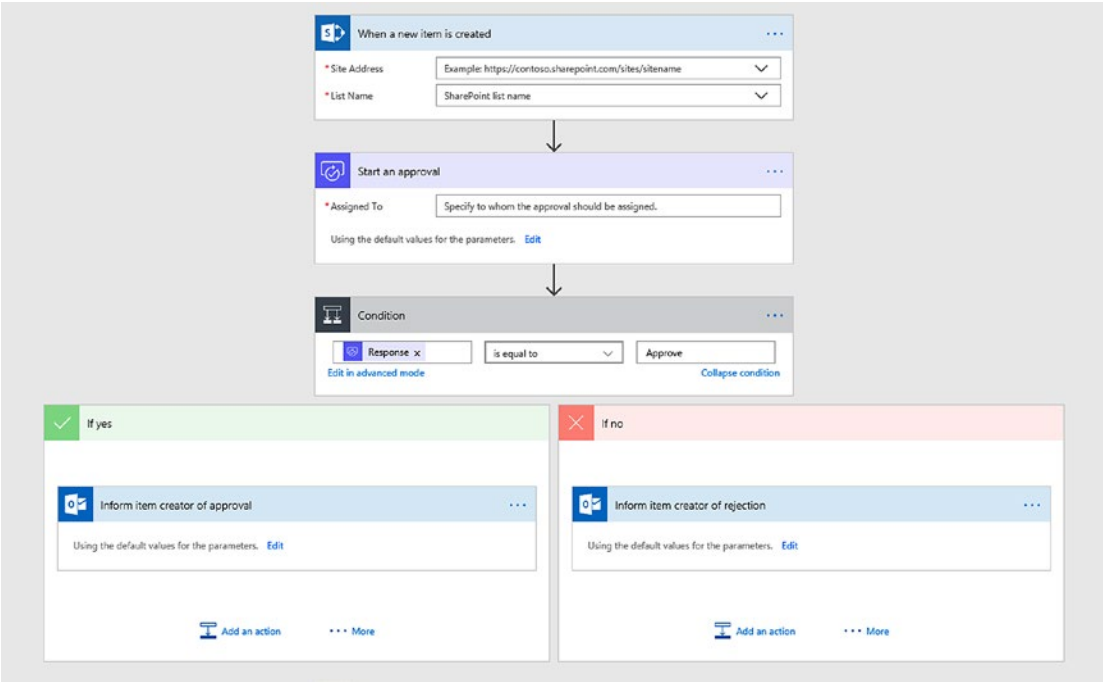 When a new item is created
* Site Address Example: https://contoso.sharepoint.com/sites/sitename
* List Name SharePoint list name
Start an approval
* Assigned To Specify to whom the approval should be assigned.
Using the default values for the parameters. Edit
Condition
Response x is equal to Approve
Edit in advanced mode Collapse condition
If yes If no
Inform item creator of approval Inform item creator of rejection
Using the default values for the parameters. Edit Using the default values for the parameters. Edit
Add an action ... More Add an action ... More